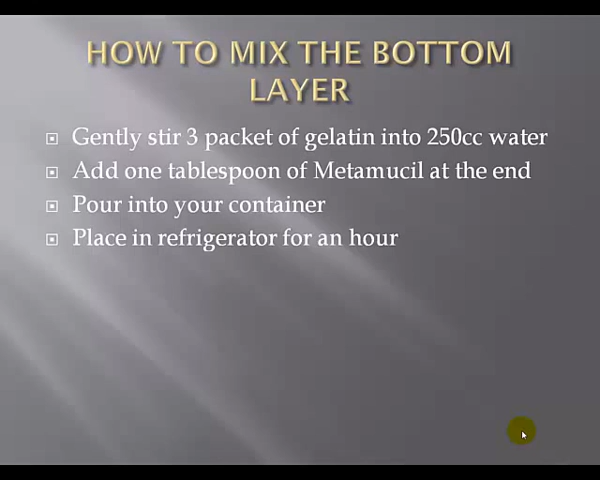 HOW TO MIX THE BOTTOM
LAYER
Gently stir 3 packet of gelatin into 250cc water
Add one tablespoon of Metamucil at the end
Pour into your container
Place in refrigerator for an hour